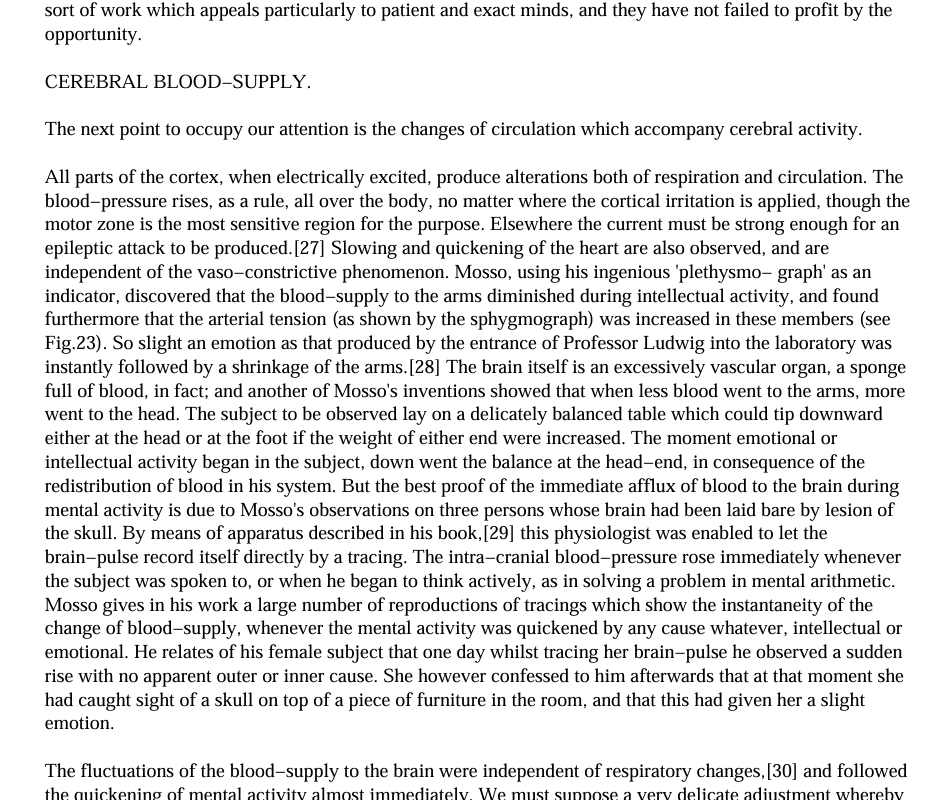 sort of work which appeals particularly to patient and exact minds, and they have not failed to profit by the
opportunity.
CEREBRAL BLOOD−SUPPLY.
The next point to occupy our attention is the changes of circulation which accompany cerebral activity.
All parts of the cortex, when electrically excited, produce alterations both of respiration and circulation. The
blood−pressure rises, as a rule, all over the body, no matter where the cortical irritation is applied, though the
motor zone is the most sensitive region for the purpose. Elsewhere the current must be strong enough for an
epileptic attack to be produced.[27] Slowing and quickening of the heart are also observed, and are
independent of the vaso−constrictive phenomenon. Mosso, using his ingenious 'plethysmo− graph' as an
indicator, discovered that the blood−supply to the arms diminished during intellectual activity, and found
furthermore that the arterial tension (as shown by the sphygmograph) was increased in these members (see
Fig.23). So slight an emotion as that produced by the entrance of Professor Ludwig into the laboratory was
instantly followed by a shrinkage of the arms.[28] The brain itself is an excessively vascular organ, a sponge
full of blood, in fact; and another of Mosso's inventions showed that when less blood went to the arms, more
went to the head. The subject to be observed lay on a delicately balanced table which could tip downward
either at the head or at the foot if the weight of either end were increased. The moment emotional or
intellectual activity began in the subject, down went the balance at the head−end, in consequence of the
redistribution of blood in his system. But the best proof of the immediate afflux of blood to the brain during
mental activity is due to Mosso's observations on three persons whose brain had been laid bare by lesion of
the skull. By means of apparatus described in his book,[29] this physiologist was enabled to let the
brain−pulse record itself directly by a tracing. The intra−cranial blood−pressure rose immediately whenever
the subject was spoken to, or when he began to think actively, as in solving a problem in mental arithmetic.
Mosso gives in his work a large number of reproductions of tracings which show the instantaneity of the
change of blood−supply, whenever the mental activity was quickened by any cause whatever, intellectual or
emotional. He relates of his female subject that one day whilst tracing her brain−pulse he observed a sudden
rise with no apparent outer or inner cause. She however confessed to him afterwards that at that moment she
had caught sight of a skull on top of a piece of furniture in the room, and that this had given her a slight
emotion.
The fluctuations of the blood−supply to the brain were independent of respiratory changes,[30] and followed
the quickening of mental activity almost immediately. We must suppose a very delicate adjustment whereby